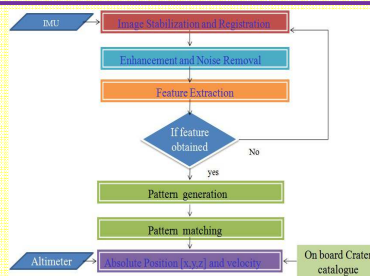 IMU
Image Stabilization and Registration
Enhancement and Noise Removal
Feature Extraction
If feature
obtained
No
yes
Pattern generation
Pattern matching
Altimeter
Absolute Position [x,y,z] and velocity
On board Crater
catalogue